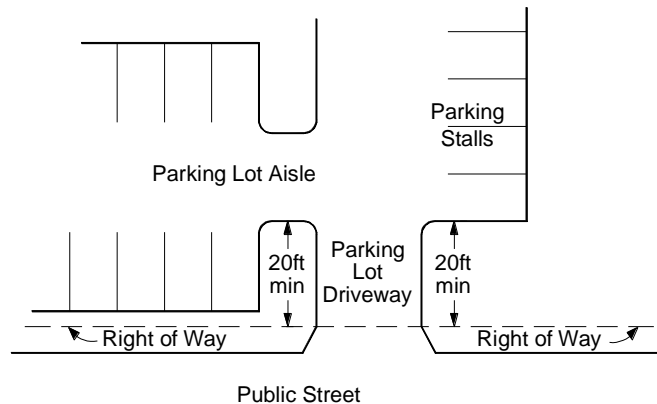 Parking
Stalls
Parking Lot Aisle
20ft
min
Parking
Lot
Driveway
20ft
min
Right of Way
Right of Way
Public Street